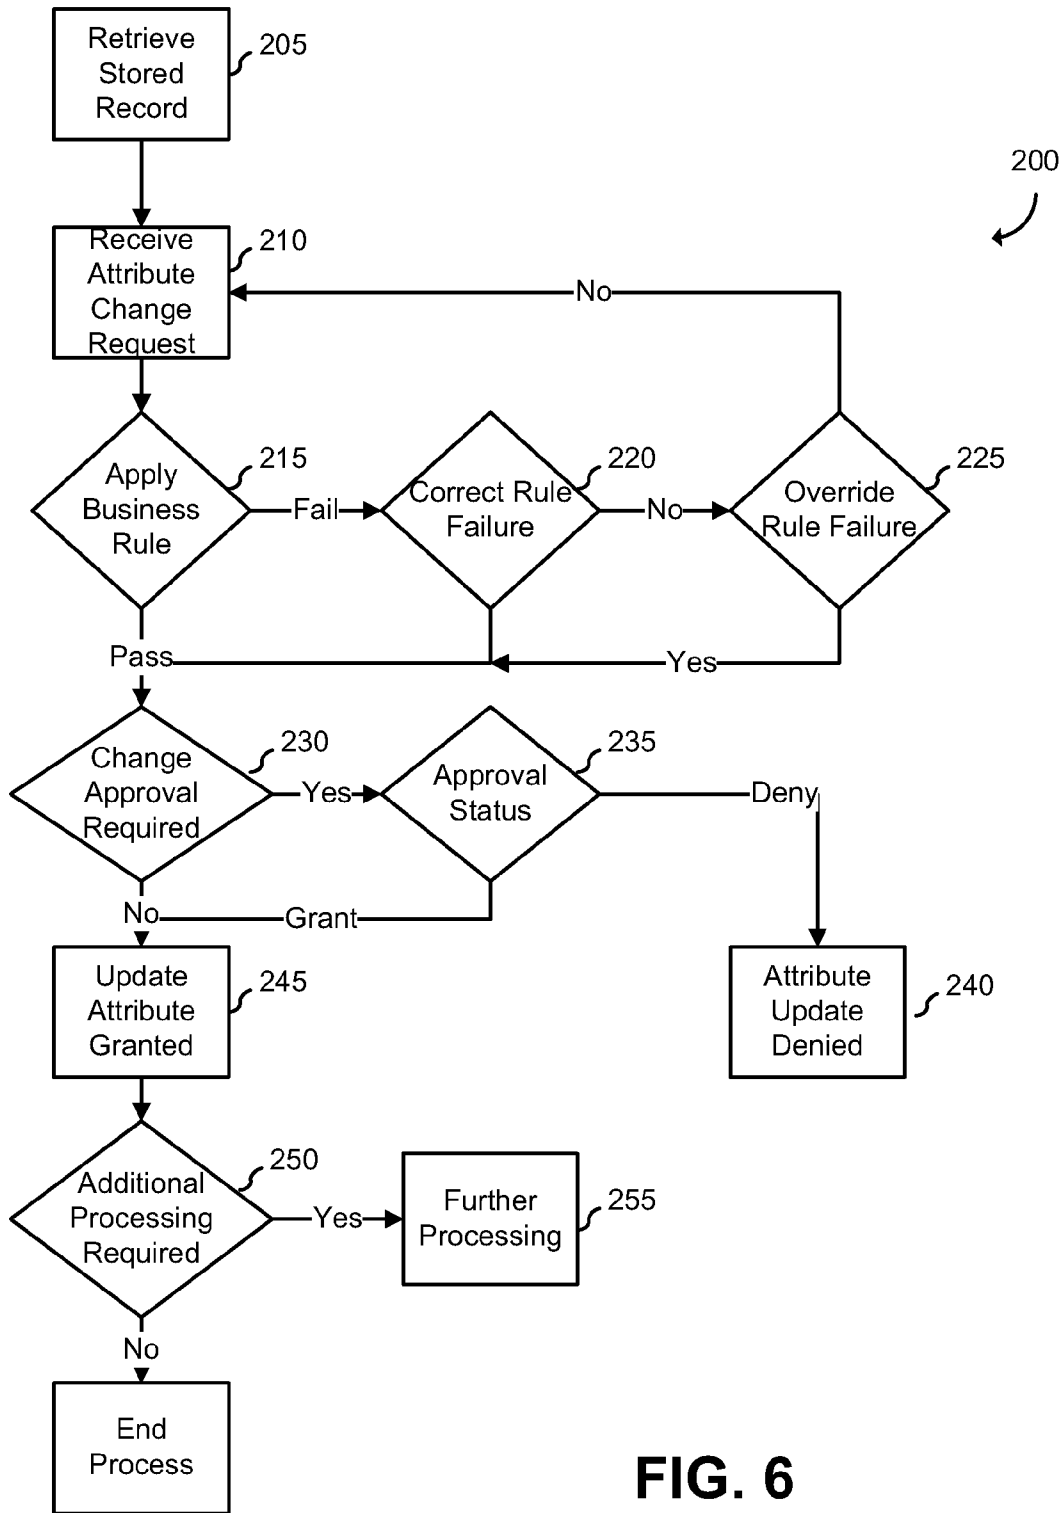 Retrieve
Stored
Record
205
200
Receive
Attribute
Change
Request
210
No
Apply
Business
Rule
215
Fail
Correct Rule
Failure
220
No
Override
Rule Failure
225
Pass
Yes
Change
Approval
Required
230
Yes
Approval
Status
235
Deny
No
Grant
Update
Attribute
Granted
245
Attribute
Update
Denied
240
Additional
Processing
Required
250
Yes
Further
Processing
255
No
End
Process
FIG. 6